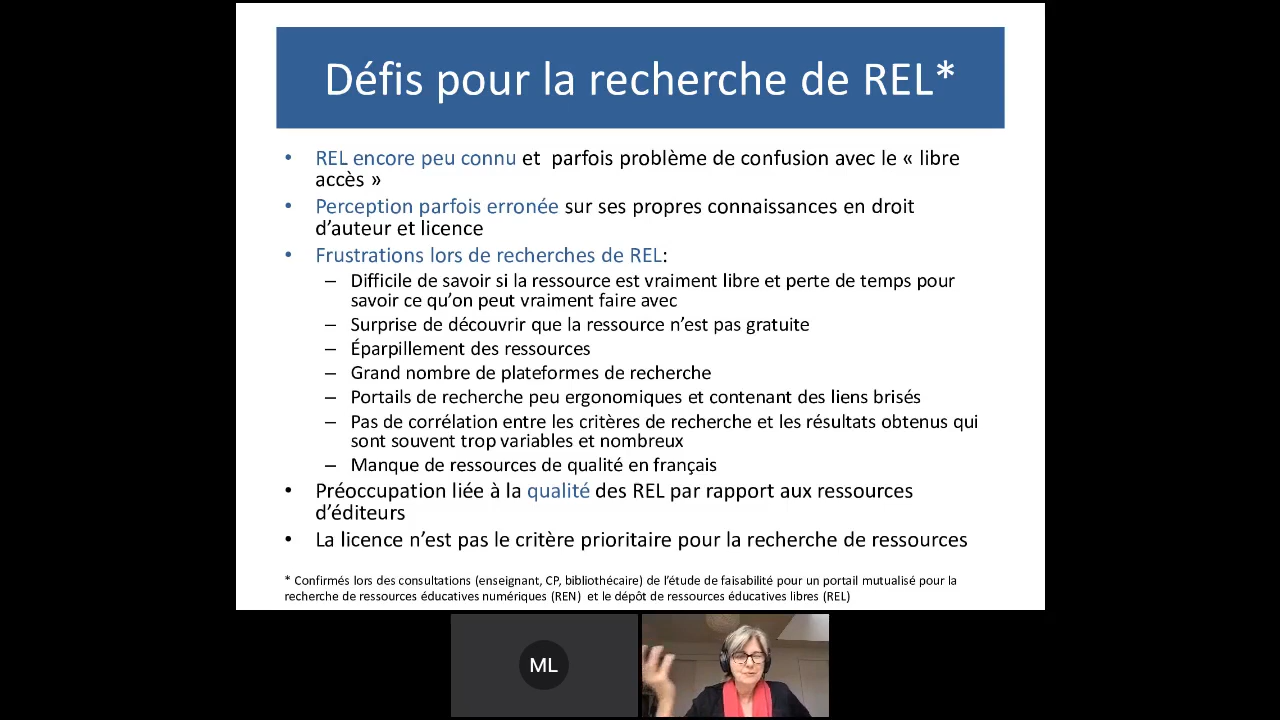 Défis pour la recherche de REL*
• REL encore peu connu et parfois problème de confusion avec le « libre
accès »
• Perception parfois erronée sur ses propres connaissances en droit
d’auteur et licence
• Frustrations lors de recherches de REL:
– Difficile de savoir si la ressource est vraiment libre et perte de temps pour
savoir ce qu’on peut vraiment faire avec
– Surprise de découvrir que la ressource n’est pas gratuite
– Éparpillement des ressources
– Grand nombre de plateformes de recherche
– Portails de recherche peu ergonomiques et contenant des liens brisés
– Pas de corrélation entre les critères de recherche et les résultats obtenus qui
sont souvent trop variables et nombreux
– Manque de ressources de qualité en français
• Préoccupation liée à la qualité des REL par rapport aux ressources
d’éditeurs
• La licence n’est pas le critère prioritaire pour la recherche de ressources
* Confirmés lors des consultations (enseignant, CP, bibliothécaire) de l’étude de faisabilité pour un portail mutualisé pour la
recherche de ressources éducatives numériques (REN) et le dépôt de ressources éducatives libres (REL)
ML